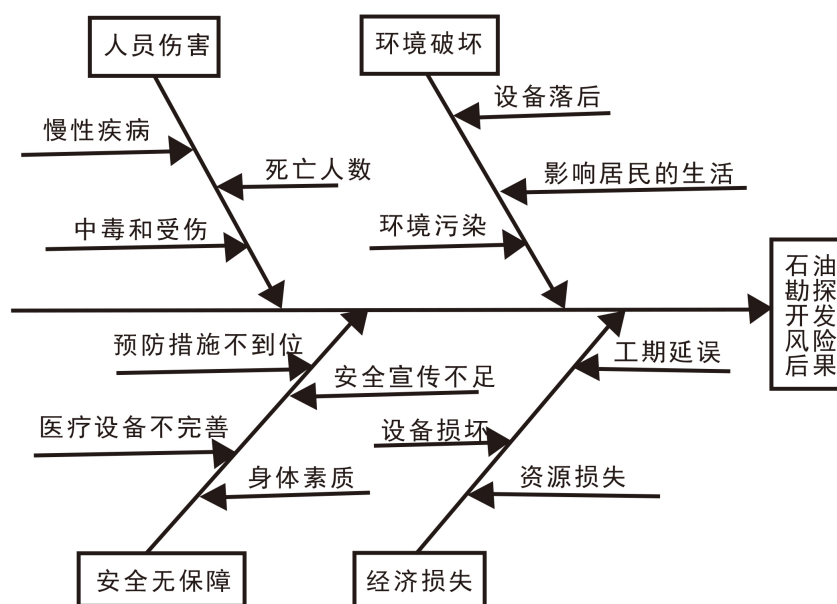 人员伤害
环境破坏
设备落后
慢性疾病
死亡人数
影响居民的生活
中毒和受伤
环境污染
石油
勘探
开发
风险
后果
预防措施不到位
工期延误
安全宣传不足
医疗设备不完善
设备损坏
身体素质
资源损失
安全无保障
经济损失